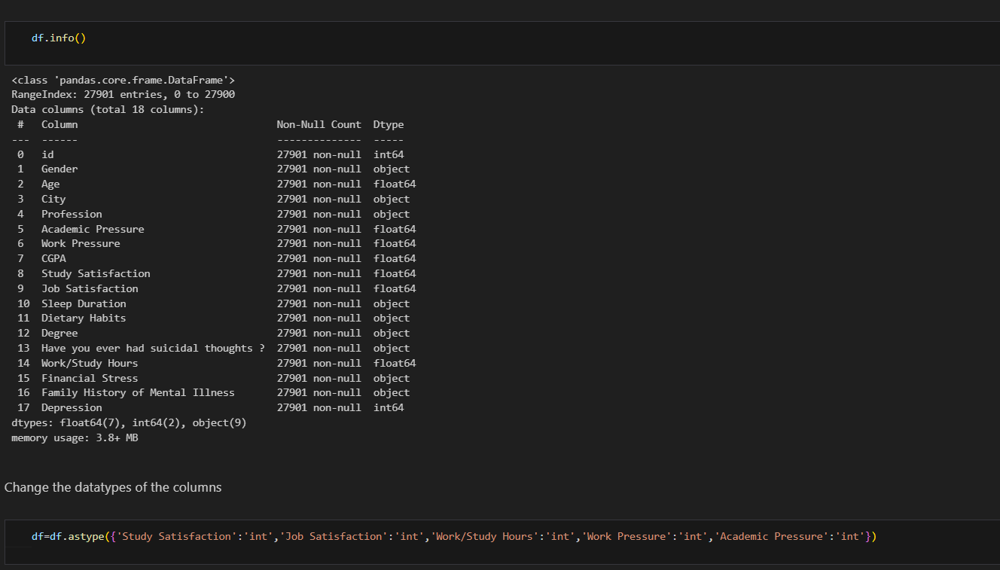 df.info()
<class 'pandas.core.frame.DataFrame'>
RangeIndex: 27901 entries, 0 to 27900
Data columns (total 18 columns):
 #   Column                                 Non-Null Count  Dtype
---  ------                                 --------------  -----
 0   id                                     27901 non-null  int64
 1   Gender                                 27901 non-null  object
 2   Age                                    27901 non-null  float64
 3   City                                   27901 non-null  object
 4   Profession                             27901 non-null  object
 5   Academic Pressure                      27901 non-null  float64
 6   Work Pressure                          27901 non-null  float64
 7   CGPA                                   27901 non-null  float64
 8   Study Satisfaction                     27901 non-null  float64
 9   Job Satisfaction                       27901 non-null  float64
 10  Sleep Duration                         27901 non-null  object
 11  Dietary Habits                         27901 non-null  object
 12  Degree                                 27901 non-null  object
 13  Have you ever had suicidal thoughts ?  27901 non-null  object
 14  Work/Study Hours                       27901 non-null  float64
 15  Financial Stress                       27901 non-null  object
 16  Family History of Mental Illness       27901 non-null  object
 17  Depression                             27901 non-null  int64
dtypes: float64(7), int64(2), object(9)
memory usage: 3.8+ MB
Change the datatypes of the columns
df=df.astype({'Study Satisfaction':'int','Job Satisfaction':'int','Work/Study Hours':'int','Work Pressure':'int','Academic Pressure':'int'})